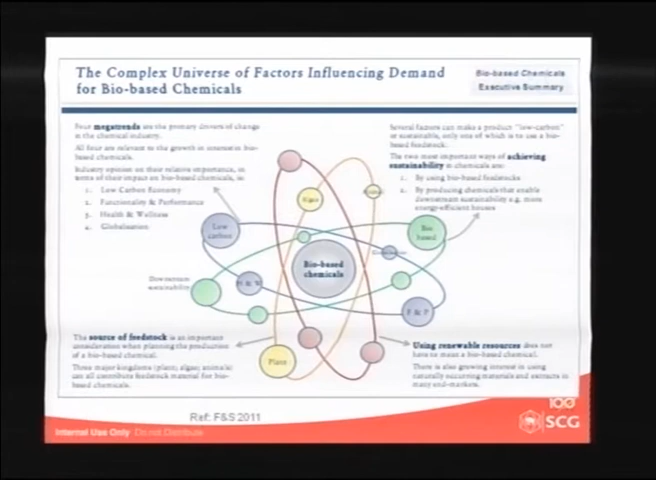 The Complex Universe of Factors Influencing Demand
for Bio-based Chemicals
Bio-based Chemicals
Executive Summary
Four megatrends are the primary drivers of change
in the chemical industry.
All four are relevant to the growth in interest in bio-
based chemicals.
Industry opinion on their relative importance, in
terms of their impact on bio-based chemicals, is:
1. Low Carbon Economy
2. Functionality & Performance
3. Health & Wellness
4. Globalisation
Several factors can make a product "low-carbon"
or sustainable, only one of which is to use a bio-
based feedstock.
The two most important ways of achieving
sustainability in chemicals are:
1. By using bio-based feedstocks
2. By producing chemicals that enable
downstream sustainability e.g. more
energy-efficient houses
Algae
Low
carbon
Bio
based
Bio-based
chemicals
Downstream
sustainability
H & W
F & P
Plant
The source of feedstock is an important
consideration when planning the production
of a bio-based chemical.
Three major kingdoms (plant; algae; animals)
can all contribute feedstock material for bio-
based chemicals.
Using renewable resources does not
have to mean a bio-based chemical.
There is also growing interest in using
naturally occurring materials and extracts in
many end-markets.
Ref: F&S 2011
Internal Use Only Do not Distribute
100
SCG